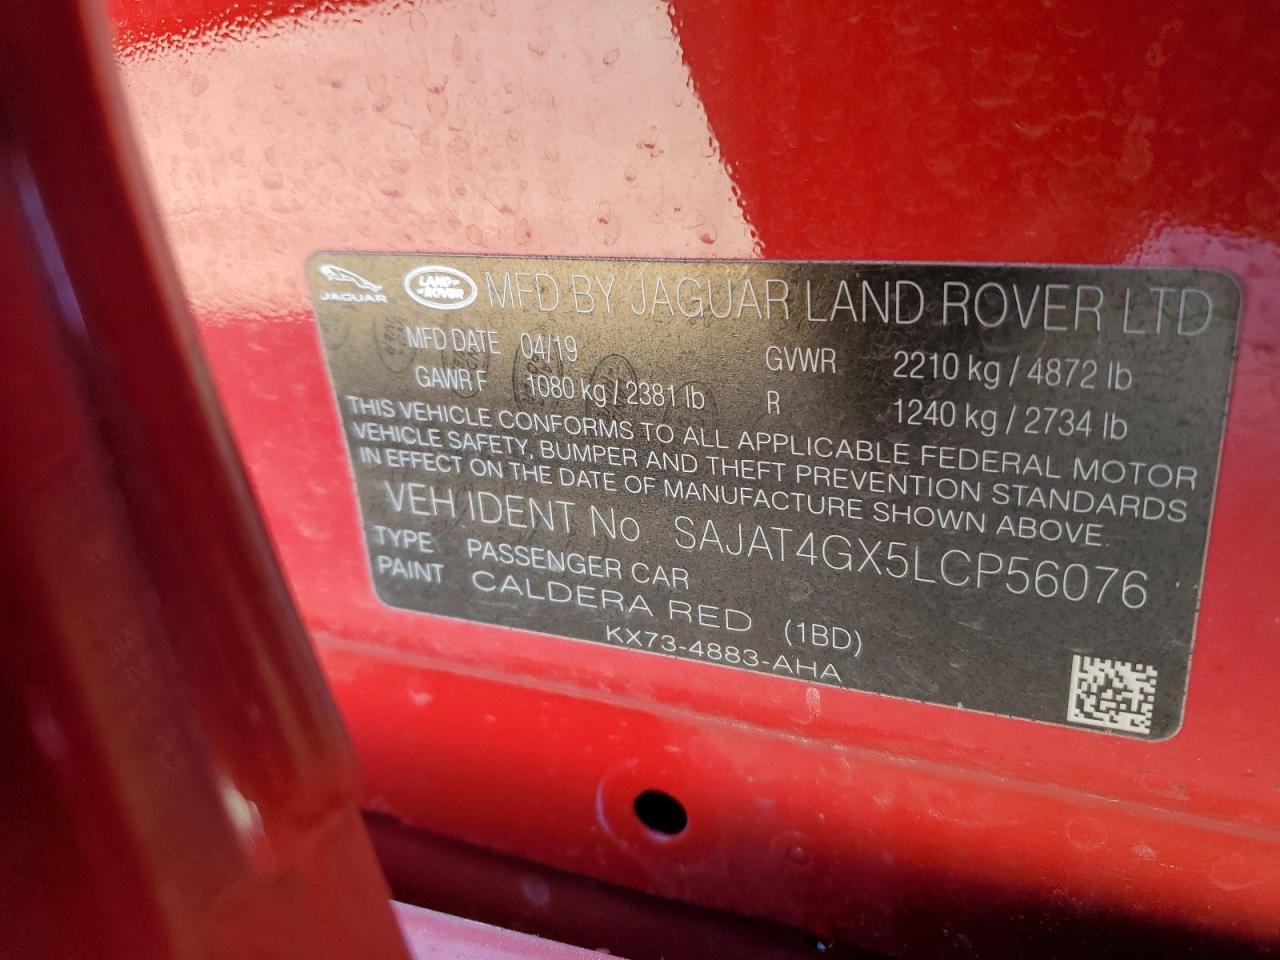 JAGUAR LAND ROVER MFD BY JAGUAR LAND ROVER LTD
MFD DATE 04/19 GVWR 2210 kg / 4872 lb
GAWR F 1080 kg / 2381 lb R 1240 kg / 2734 lb
THIS VEHICLE CONFORMS TO ALL APPLICABLE FEDERAL MOTOR
VEHICLE SAFETY, BUMPER AND THEFT PREVENTION STANDARDS
IN EFFECT ON THE DATE OF MANUFACTURE SHOWN ABOVE.
VEH IDENT No. SAJAT4GX5LCP56076
TYPE PASSENGER CAR
PAINT CALDERA RED (1BD)
KX73-4883-AHA